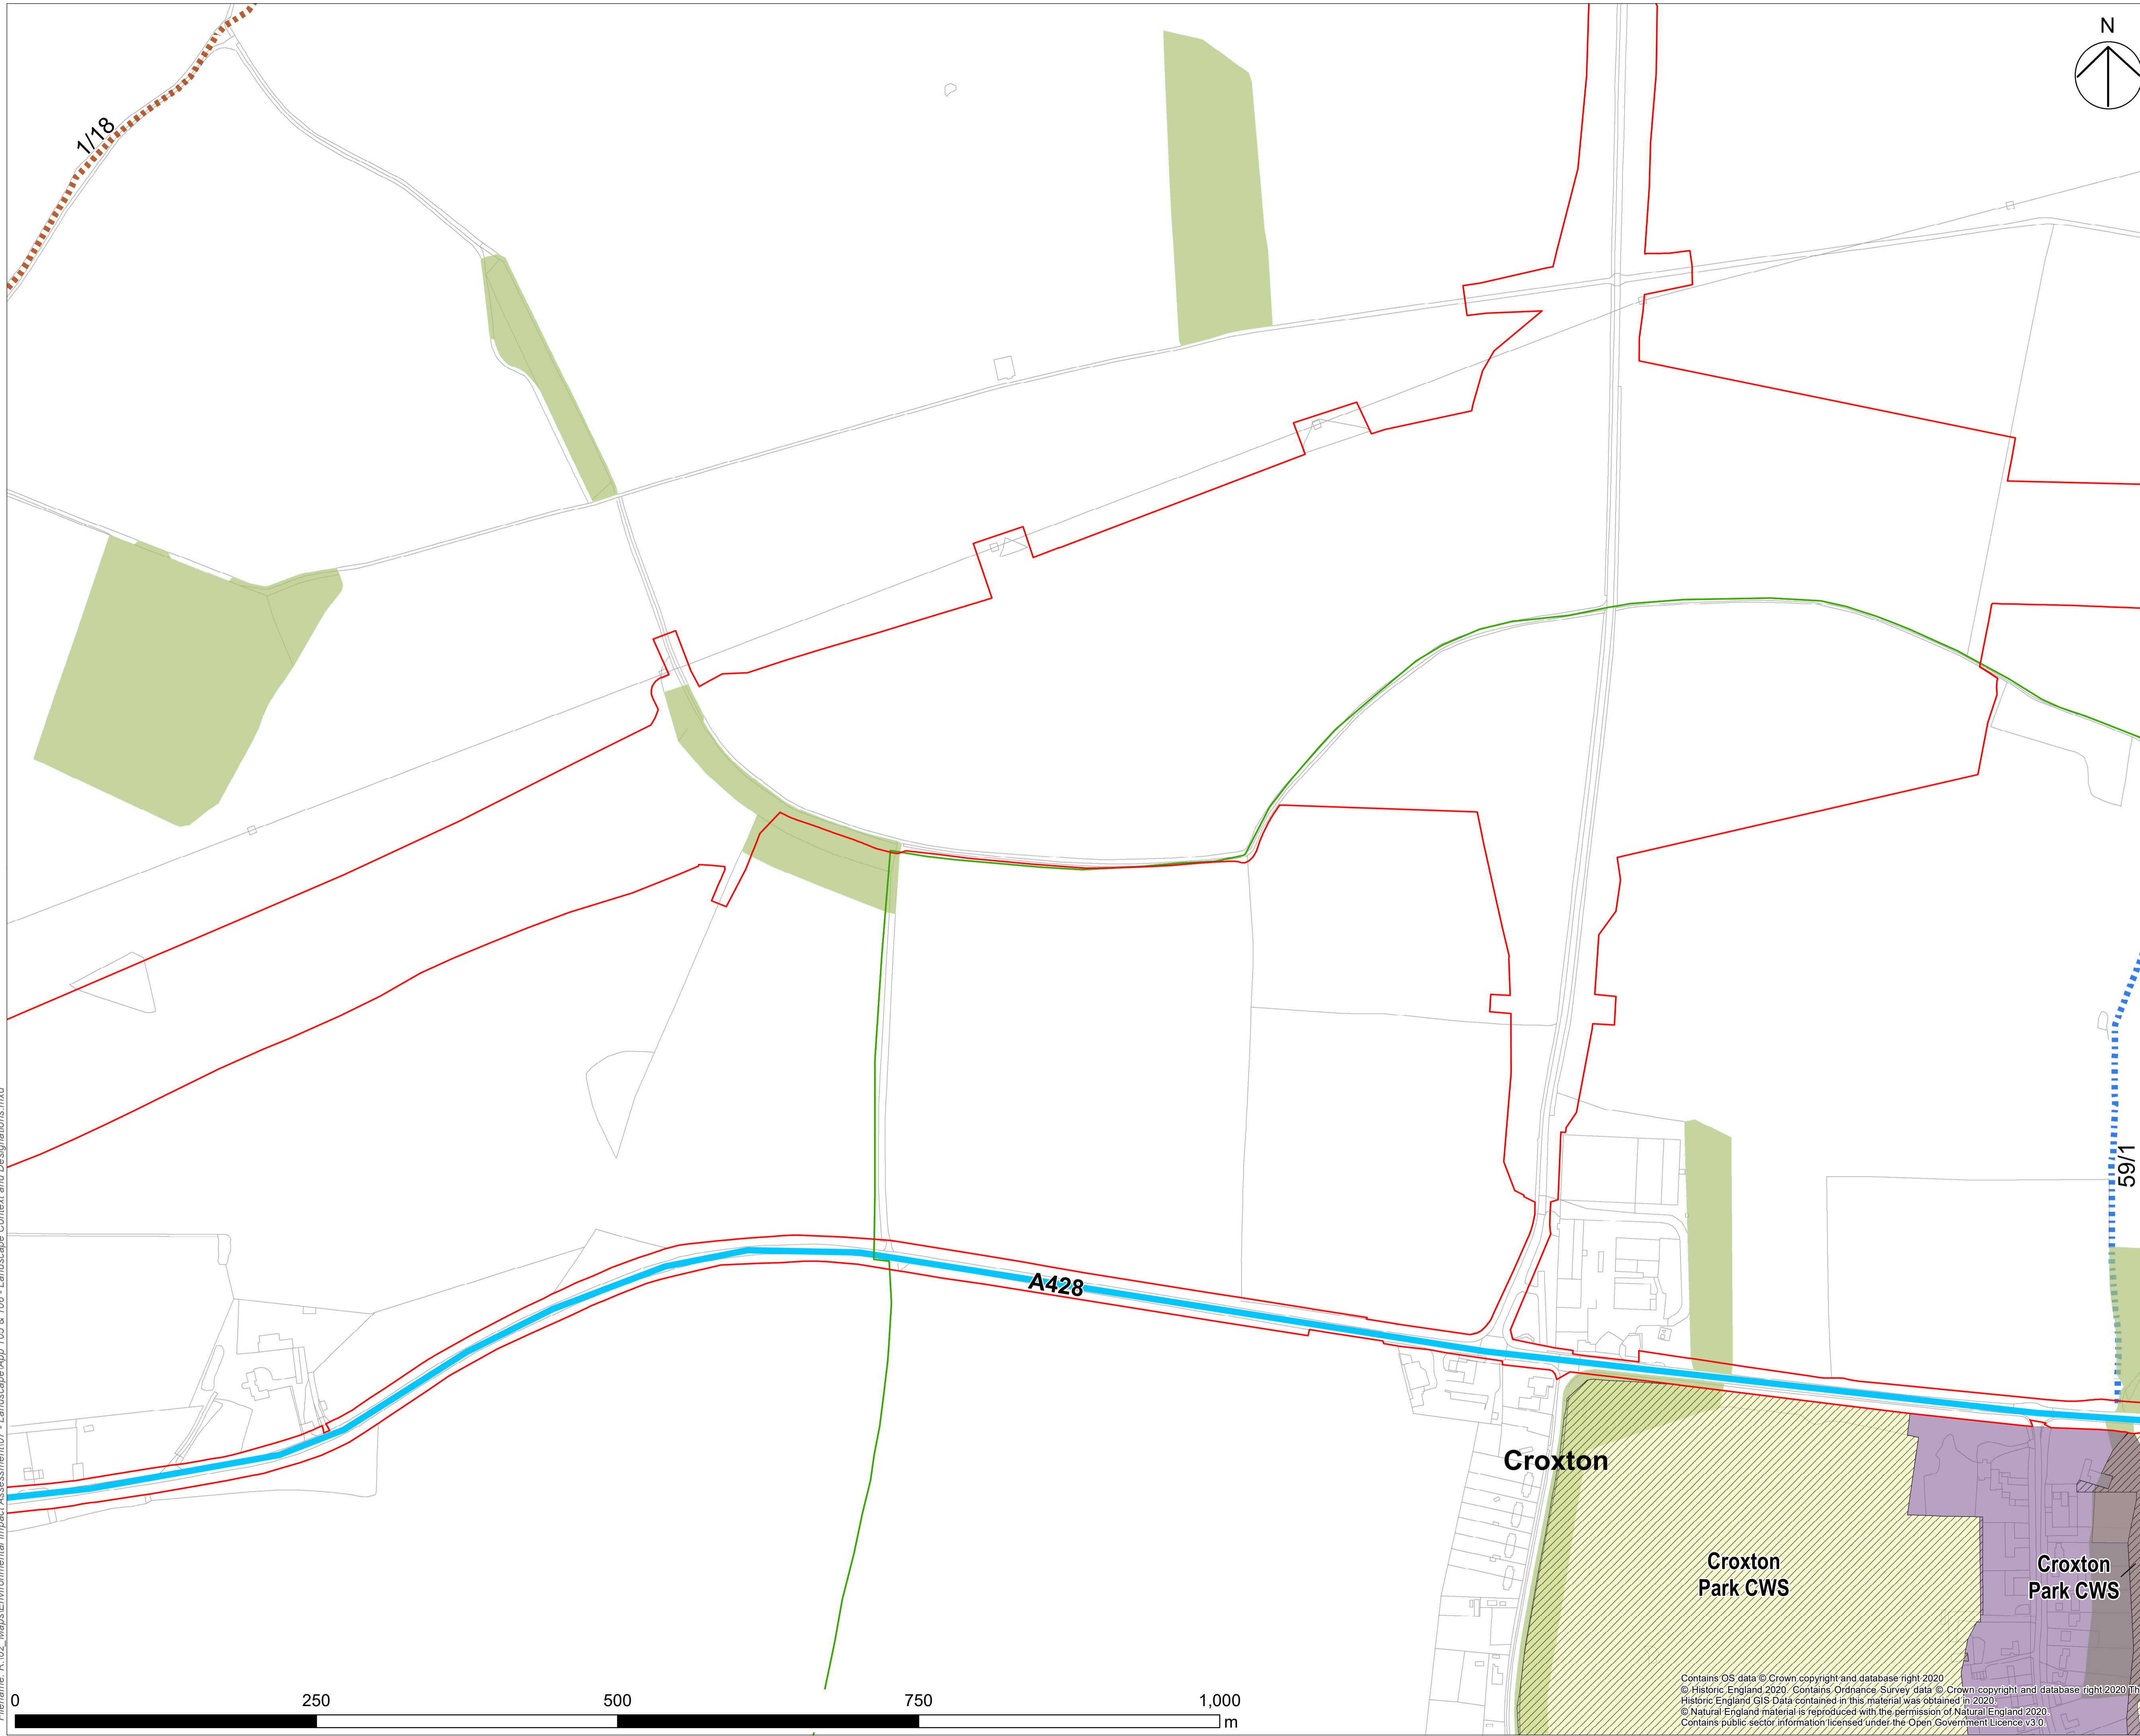 N
1/18
59/1
A428
Croxton
Croxton
Park CWS
Croxton
Park CWS
0 250 500 750 1,000
m
Contains OS data © Crown copyright and database right 2020
© Historic England 2020. Contains Ordnance Survey data © Crown copyright and database right 2020 Th
Historic England GIS Data contained in this material was obtained in 2020.
© Natural England material is reproduced with the permission of Natural England 2020.
Contains public sector information licensed under the Open Government Licence v3.0.